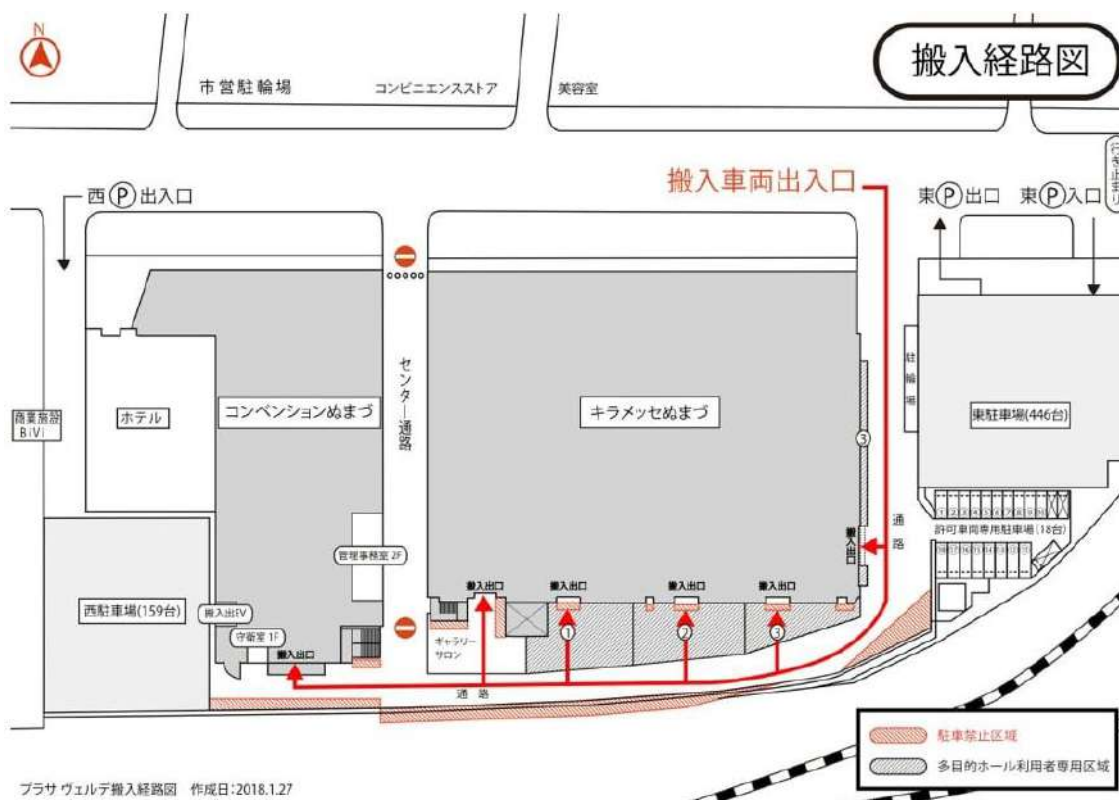 N
搬入経路図
市営駐輪場
コンビニエンスストア
美容室
行き止まり
搬入車両出入口
西Ⓟ出入口
東Ⓟ出口
東Ⓟ入口
センター通路
駐輪場
商業施設
BiVi
ホテル
コンベンションぬまづ
キラメッセぬまづ
東駐車場(446台)
③
通路
搬入出口
許可車両専用駐車場(18台)
管理事務室 2F
西駐車場(159台)
搬入出EV
守衛室 1F
搬入出口
搬入出口
搬入出口
搬入出口
搬入出口
ギャラリー
サロン
①
②
③
通路
駐車禁止区域
多目的ホール利用者専用区域
プラサ ヴェルデ搬入経路図 作成日:2018.1.27